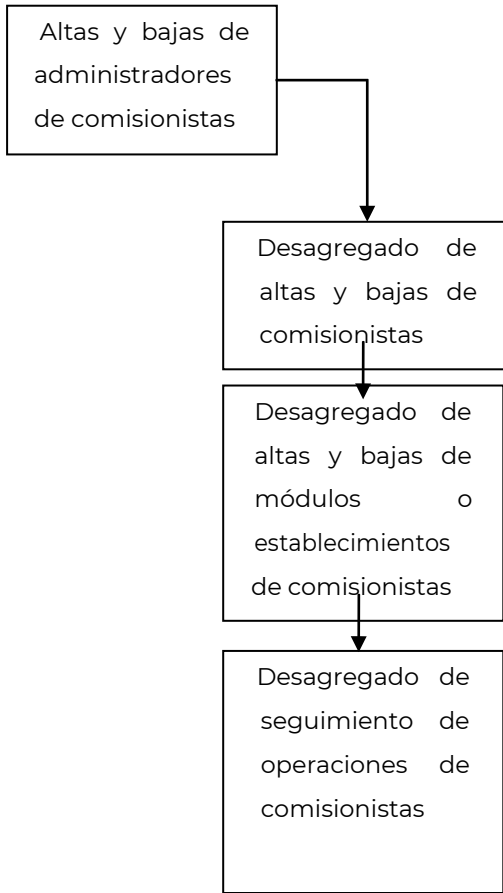 Altas y bajas de
administradores
de comisionistas
Desagregado de
altas y bajas de
comisionistas
Desagregado de
altas y bajas de
módulos o
establecimientos
de comisionistas
Desagregado de
seguimiento de
operaciones de
comisionistas